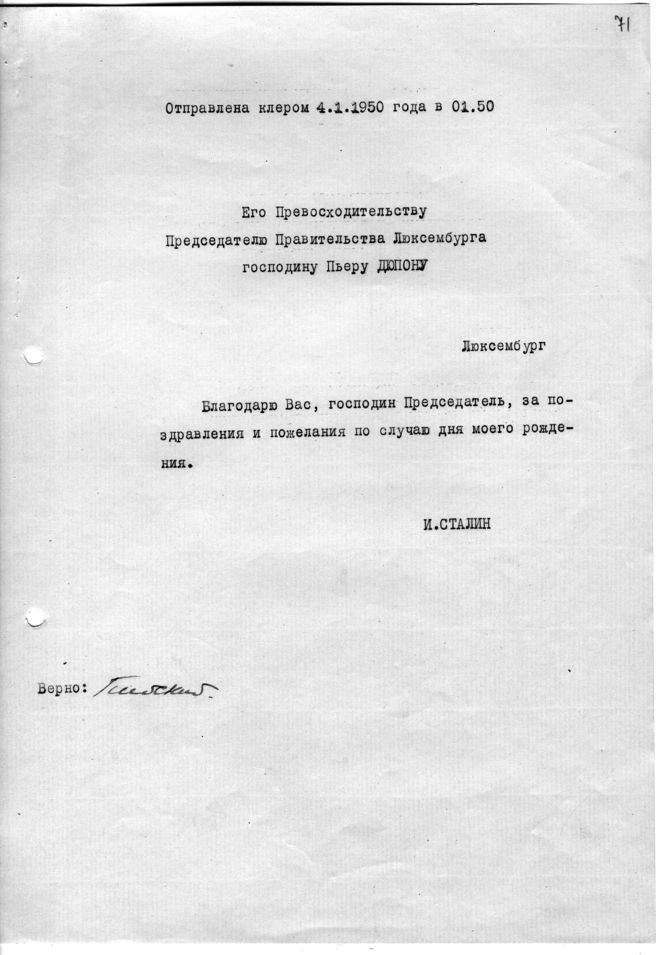 71
Отправлена клером 4.1.1950 года в 01.50
Его Превосходительству
Председателю Правительства Люксембурга
господину Пьеру ДЮПОНУ
Люксембург
Благодарю Вас, господин Председатель, за по-
здравления и пожелания по случаю дня моего рожде-
ния.
И.СТАЛИН
Верно: